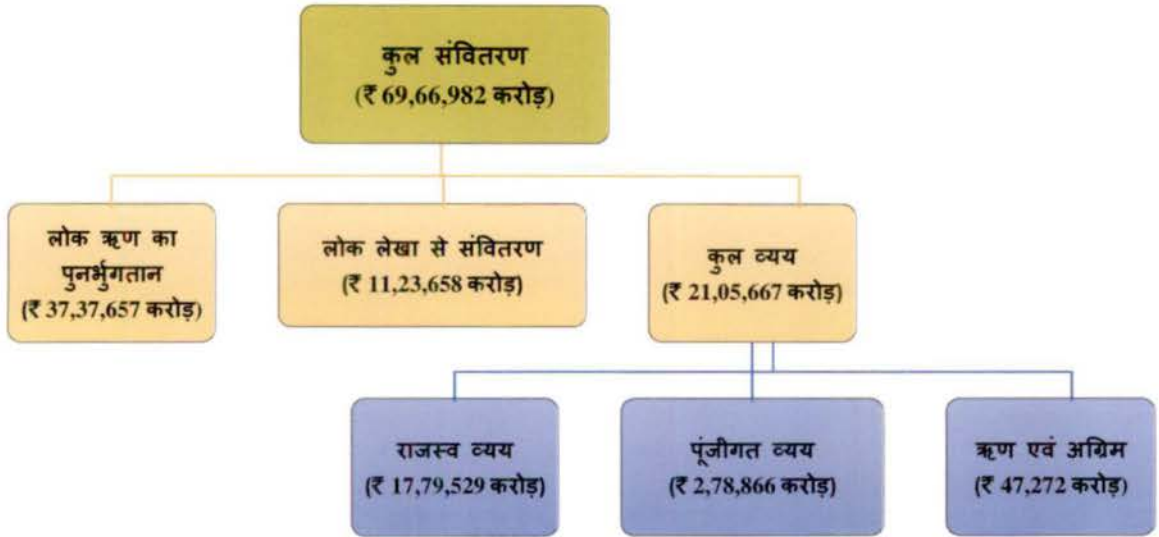 कुल संवितरण
(₹ 69,66,982 करोड़)
लोक ऋण का
पुनर्भुगतान
(₹ 37,37,657 करोड़)
लोक लेखा से संवितरण
(₹ 11,23,658 करोड़)
कुल व्यय
(₹ 21,05,667 करोड़)
राजस्व व्यय
(₹ 17,79,529 करोड़)
पूंजीगत व्यय
(₹ 2,78,866 करोड़)
ऋण एवं अग्रिम
(₹ 47,272 करोड़)